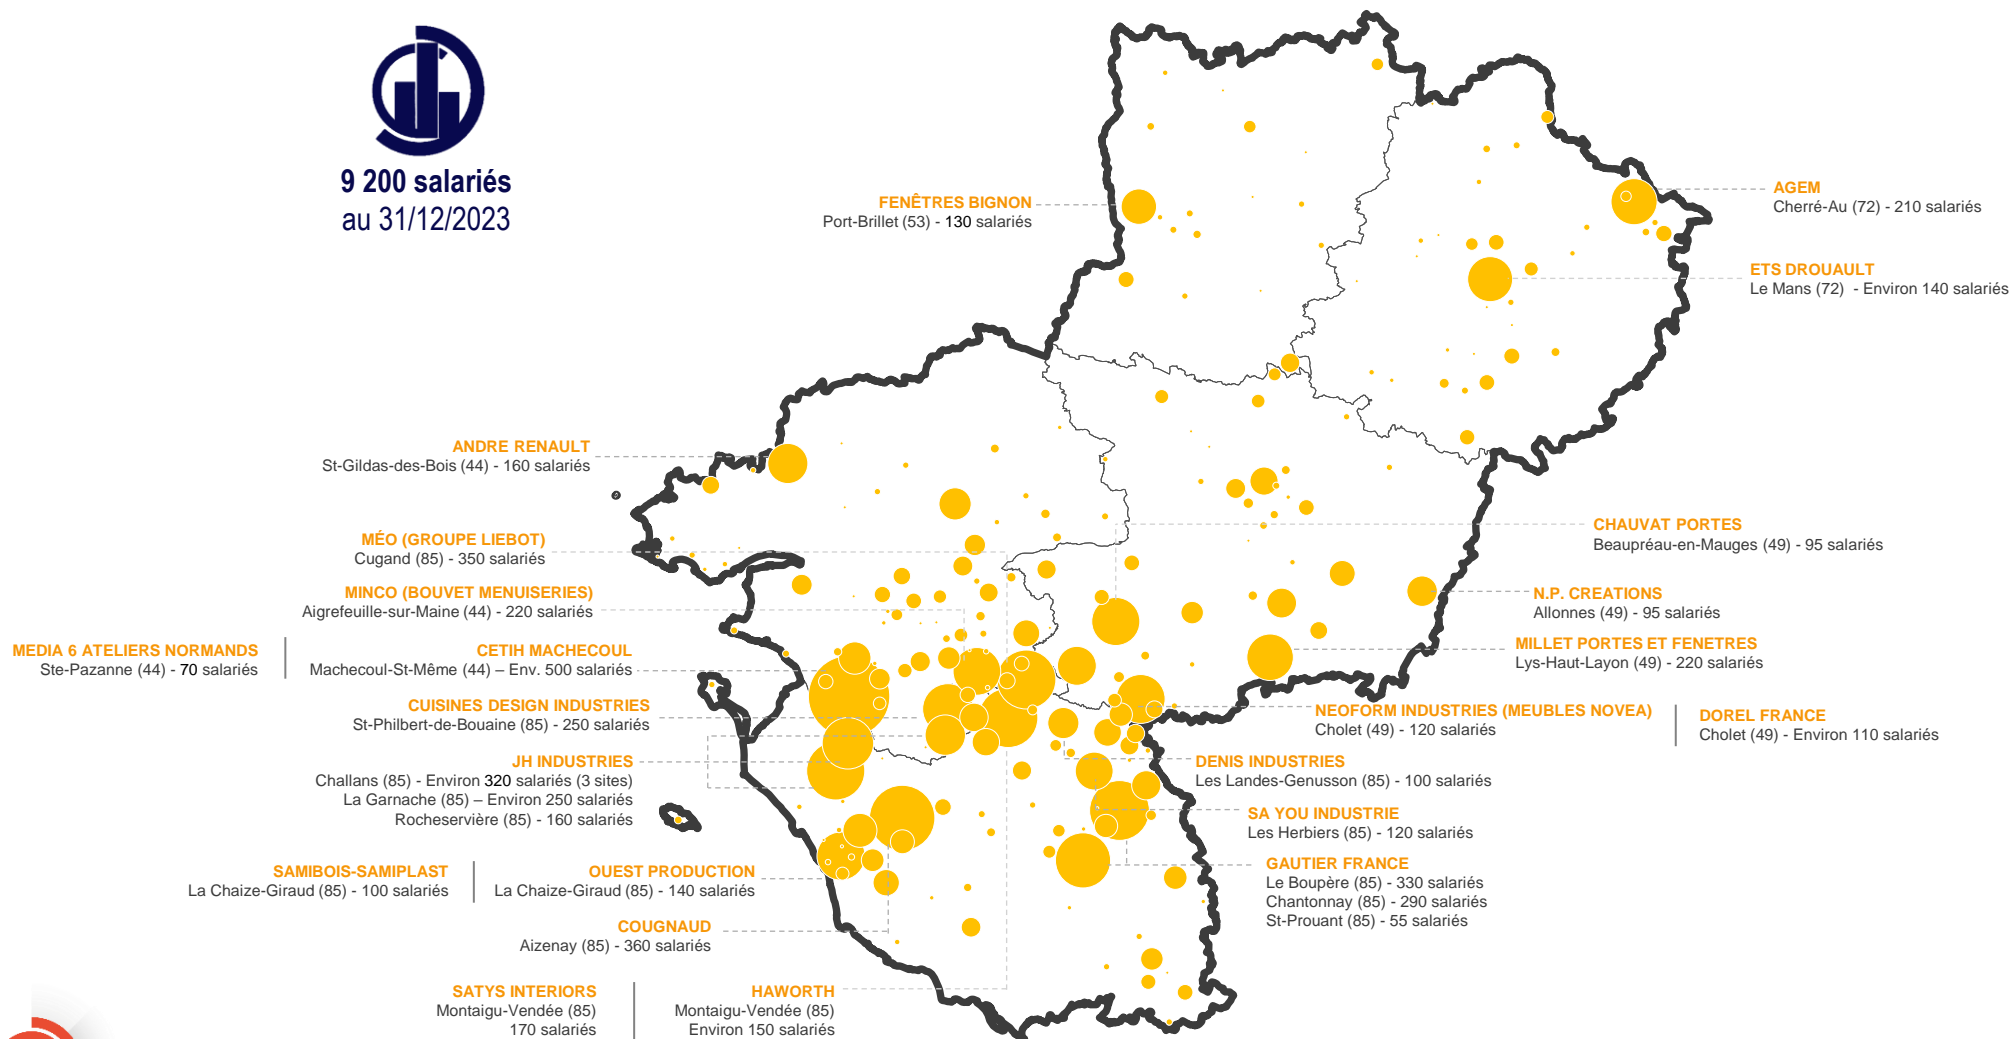 9 200 salariés
au 31/12/2023
FENÊTRES BIGNON
Port-Brillet (53) - 130 salariés
AGEM
Cherré-Au (72) - 210 salariés
ETS DROUAULT
Le Mans (72) - Environ 140 salariés
ANDRE RENAULT
St-Gildas-des-Bois (44) - 160 salariés
MÉO (GROUPE LIEBOT)
Cugand (85) - 350 salariés
MINCO (BOUVET MENUISERIES)
Aigrefeuille-sur-Maine (44) - 220 salariés
MEDIA 6 ATELIERS NORMANDS
Ste-Pazanne (44) - 70 salariés
CETIH MACHECOUL
Machecoul-St-Même (44) – Env. 500 salariés
CUISINES DESIGN INDUSTRIES
St-Philbert-de-Bouaine (85) - 250 salariés
JH INDUSTRIES
Challans (85) - Environ 320 salariés (3 sites)
La Garnache (85) – Environ 250 salariés
Rocheservière (85) - 160 salariés
SAMIBOIS-SAMIPLAST
La Chaize-Giraud (85) - 100 salariés
OUEST PRODUCTION
La Chaize-Giraud (85) - 140 salariés
COUGNAUD
Aizenay (85) - 360 salariés
SATYS INTERIORS
Montaigu-Vendée (85)
170 salariés
HAWORTH
Montaigu-Vendée (85)
Environ 150 salariés
CHAUVAT PORTES
Beaupréau-en-Mauges (49) - 95 salariés
N.P. CREATIONS
Allonnes (49) - 95 salariés
MILLET PORTES ET FENETRES
Lys-Haut-Layon (49) - 220 salariés
NEOFORM INDUSTRIES (MEUBLES NOVEA)
Cholet (49) - 120 salariés
DOREL FRANCE
Cholet (49) - Environ 110 salariés
DENIS INDUSTRIES
Les Landes-Genusson (85) - 100 salariés
SA YOU INDUSTRIE
Les Herbiers (85) - 120 salariés
GAUTIER FRANCE
Le Boupère (85) - 330 salariés
Chantonnay (85) - 290 salariés
St-Prouant (85) - 55 salariés